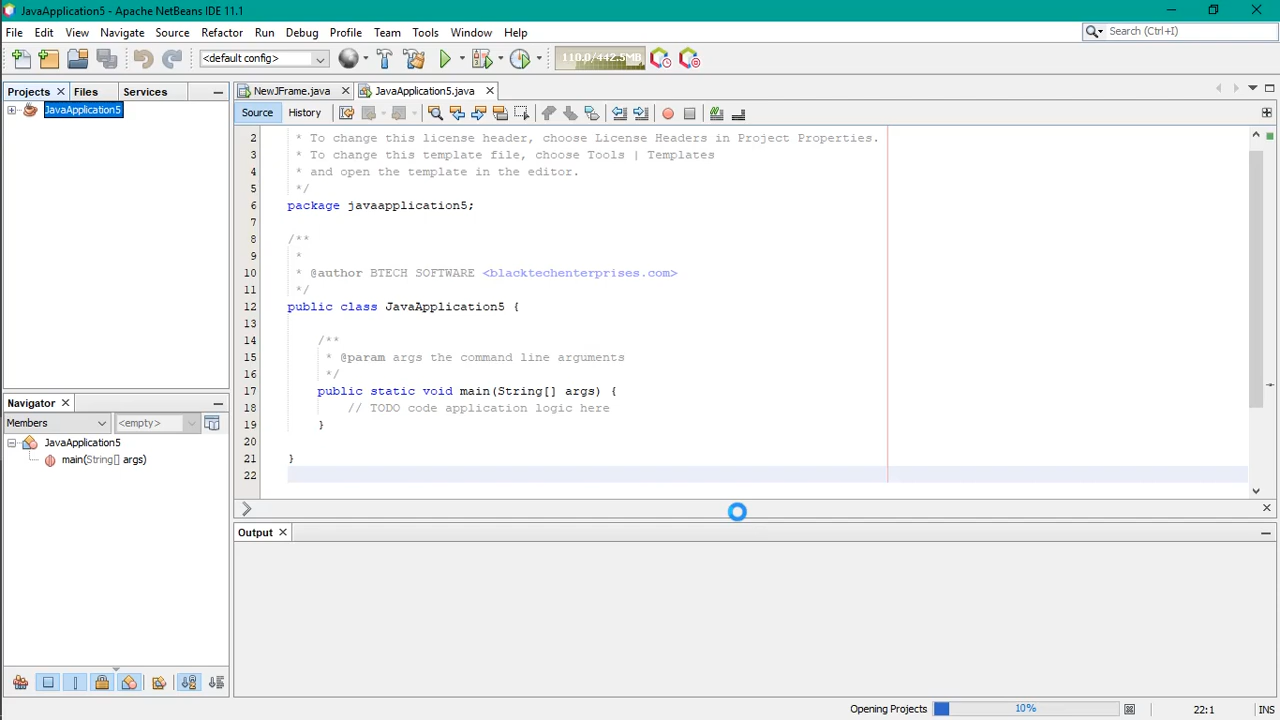 JavaApplication5 - Apache NetBeans IDE 11.1
File Edit View Navigate Source Refactor Run Debug Profile Team Tools Window Help
Search (Ctrl+I)
<default config>
110.0/442.5MB
Projects Files Services
JavaApplication5
NewJFrame.java JavaApplication5.java
Source History
2 * To change this license header, choose License Headers in Project Properties.
3 * To change this template file, choose Tools | Templates
4 * and open the template in the editor.
5 */
6 package javaapplication5;
7
8 /**
9 *
10 * @author BTECH SOFTWARE <blacktechenterprises.com>
11 */
12 public class JavaApplication5 {
13
14 /**
15 * @param args the command line arguments
16 */
17 public static void main(String[] args) {
18 // TODO code application logic here
19 }
20
21 }
22
Navigator
Members <empty>
JavaApplication5
main(String[] args)
Output
Opening Projects 10% 22:1 INS